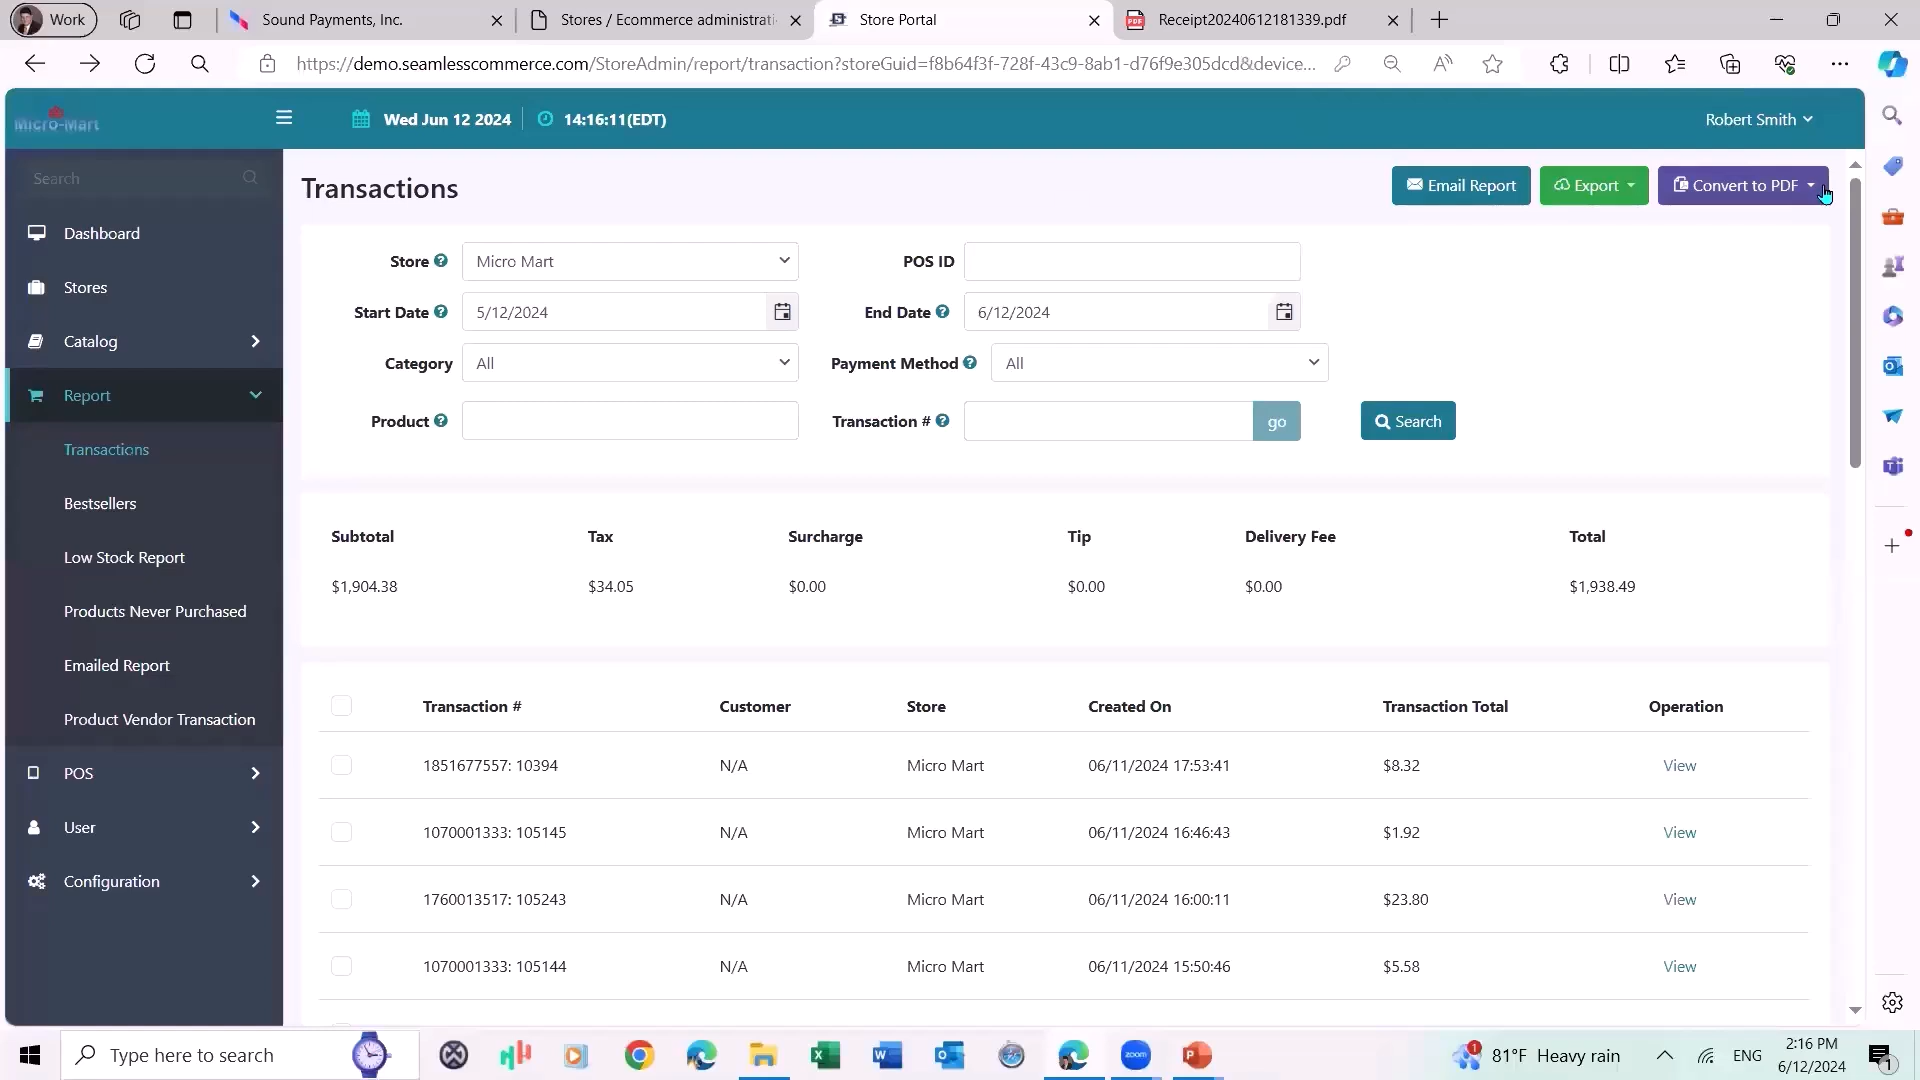 Work
Sound Payments, Inc.
Stores / Ecommerce administrati
Store Portal
Receipt20240612181339.pdf
https://demo.seamlesscommerce.com/StoreAdmin/report/transaction?storeGuid=f8b64f3f-728f-43c9-8ab1-d76f9e305dcd&device...
Micro-Mart
Wed Jun 12 2024
14:16:11(EDT)
Robert Smith
Search
Dashboard
Stores
Catalog
Report
Transactions
Bestsellers
Low Stock Report
Products Never Purchased
Emailed Report
Product Vendor Transaction
POS
User
Configuration
Transactions
Email Report
Export
Convert to PDF
Store Micro Mart POS ID
Start Date 5/12/2024 End Date 6/12/2024
Category All Payment Method All
Product Transaction # go Search
Subtotal Tax Surcharge Tip Delivery Fee Total
$1,904.38 $34.05 $0.00 $0.00 $0.00 $1,938.49
Transaction # Customer Store Created On Transaction Total Operation
1851677557: 10394 N/A Micro Mart 06/11/2024 17:53:41 $8.32 View
1070001333: 105145 N/A Micro Mart 06/11/2024 16:46:43 $1.92 View
1760013517: 105243 N/A Micro Mart 06/11/2024 16:00:11 $23.80 View
1070001333: 105144 N/A Micro Mart 06/11/2024 15:50:46 $5.58 View
Type here to search
zoom
1
81°F Heavy rain
ENG
2:16 PM
6/12/2024
1